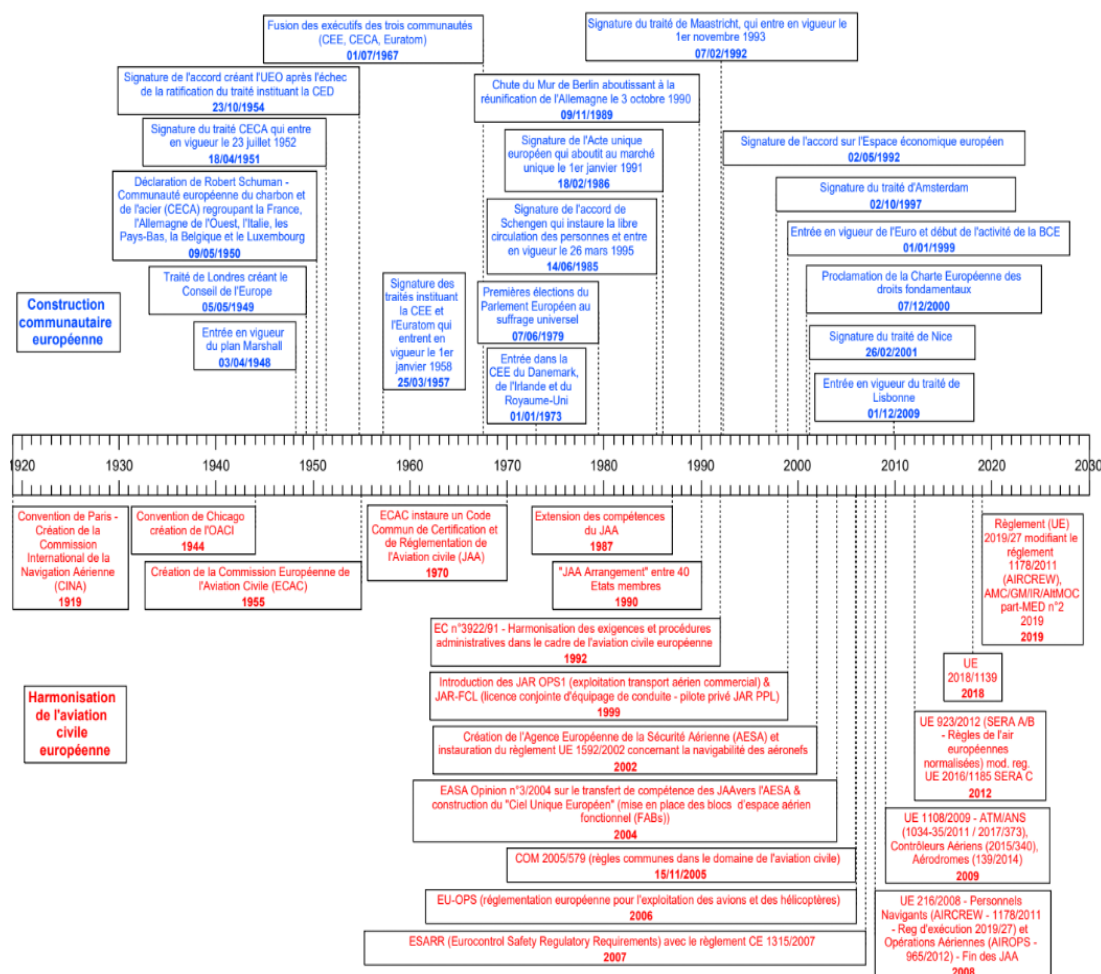 Fusion des exécutifs des trois communautés
(CEE, CECA, Euratom)
01/07/1967
Signature du traité de Maastricht, qui entre en vigueur le
1er novembre 1993
07/02/1992
Signature de l'accord créant l'UEO après l'échec
de la ratification du traité instituant la CED
23/10/1954
Chute du Mur de Berlin aboutissant à la
réunification de l'Allemagne le 3 octobre 1990
09/11/1989
Signature du traité CECA qui entre
en vigueur le 23 juillet 1952
18/04/1951
Signature de l'Acte unique
européen qui aboutit au marché
unique le 1er janvier 1991
18/02/1986
Signature de l'accord sur l'Espace économique européen
02/05/1992
Déclaration de Robert Schuman -
Communauté européenne du charbon et
de l'acier (CECA) regroupant la France,
l'Allemagne de l'Ouest, l'Italie, les
Pays-Bas, la Belgique et le Luxembourg
09/05/1950
Signature de l'accord de
Schengen qui instaure la libre
circulation des personnes et entre
en vigueur le 26 mars 1995
14/06/1985
Signature du traité d'Amsterdam
02/10/1997
Entrée en vigueur de l'Euro et début de l'activité de la BCE
01/01/1999
Traité de Londres créant le
Conseil de l'Europe
05/05/1949
Signature des
traités instituant
la CEE et
l'Euratom qui
entrent en
vigueur le 1er
janvier 1958
25/03/1957
Premières élections du
Parlement Européen au
suffrage universel
07/06/1979
Proclamation de la Charte Européenne des
droits fondamentaux
07/12/2000
Construction
communautaire
européenne
Entrée en vigueur
du plan Marshall
03/04/1948
Entrée dans la
CEE du Danemark,
de l'Irlande et du
Royaume-Uni
01/01/1973
Signature du traité de Nice
26/02/2001
Entrée en vigueur du traité de
Lisbonne
01/12/2009
1920 1930 1940 1950 1960 1970 1980 1990 2000 2010 2020 2030
Convention de Paris -
Création de la
Commission
International de la
Navigation Aérienne
(CINA)
1919
Convention de Chicago
création de l'OACI
1944
Création de la Commission Européenne de
l'Aviation Civile (ECAC)
1955
ECAC instaure un Code
Commun de Certification et
de Réglementation de
l'Aviation civile (JAA)
1970
Extension des compétences
du JAA
1987
"JAA Arrangement" entre 40
Etats membres
1990
Règlement (UE)
2019/27 modifiant le
réglement
1178/2011
(AIRCREW),
AMC/GM/IR/AltMOC
part-MED n°2
2019
2019
EC n°3922/91 - Harmonisation des exigences et procédures
administratives dans le cadre de l'aviation civile européenne
1992
UE
2018/1139
2018
Harmonisation
de l'aviation
civile
européenne
Introduction des JAR OPS1 (exploitation transport aérien commercial) &
JAR-FCL (licence conjointe d'équipage de conduite - pilote privé JAR PPL)
1999
UE 923/2012 (SERA A/B
- Règles de l'air
européennes
normalisées) mod. reg.
UE 2016/1185 SERA C
2012
Création de l'Agence Européenne de la Sécurité Aérienne (AESA) et
instauration du règlement UE 1592/2002 concernant la navigabilité des aéronefs
2002
EASA Opinion n°3/2004 sur le transfert de compétence des JAAvers l'AESA &
construction du "Ciel Unique Européen" (mise en place des blocs d'espace aérien
fonctionnel (FABs))
2004
UE 1108/2009 - ATM/ANS
(1034-35/2011 / 2017/373),
Contrôleurs Aériens (2015/340),
Aérodromes (139/2014)
2009
COM 2005/579 (règles communes dans le domaine de l'aviation civile)
15/11/2005
EU-OPS (réglementation européenne pour l'exploitation des avions et des hélicoptères)
2006
UE 216/2008 - Personnels
Navigants (AIRCREW - 1178/2011
- Reg d'exécution 2019/27) et
Opérations Aériennes (AIROPS -
965/2012) - Fin des JAA
2008
ESARR (Eurocontrol Safety Regulatory Requirements) avec le règlement CE 1315/2007
2007